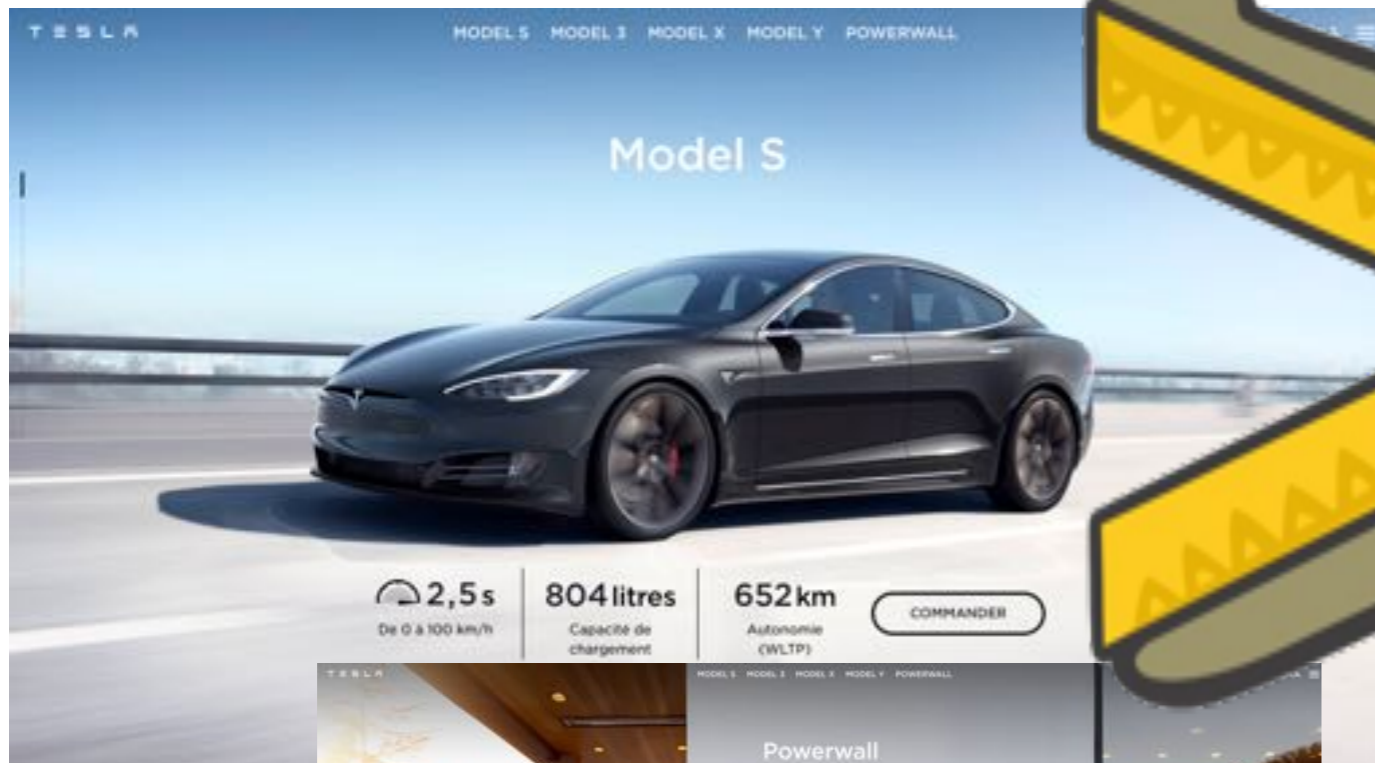 TESLA
MODEL S MODEL 3 MODEL X MODEL Y POWERWALL
Model S
2,5 s
De 0 à 100 km/h
804 litres
Capacité de
chargement
652 km
Autonomie
(WLTP)
COMMANDER
TESLA
MODEL S MODEL 3 MODEL X MODEL Y POWERWALL
Powerwall